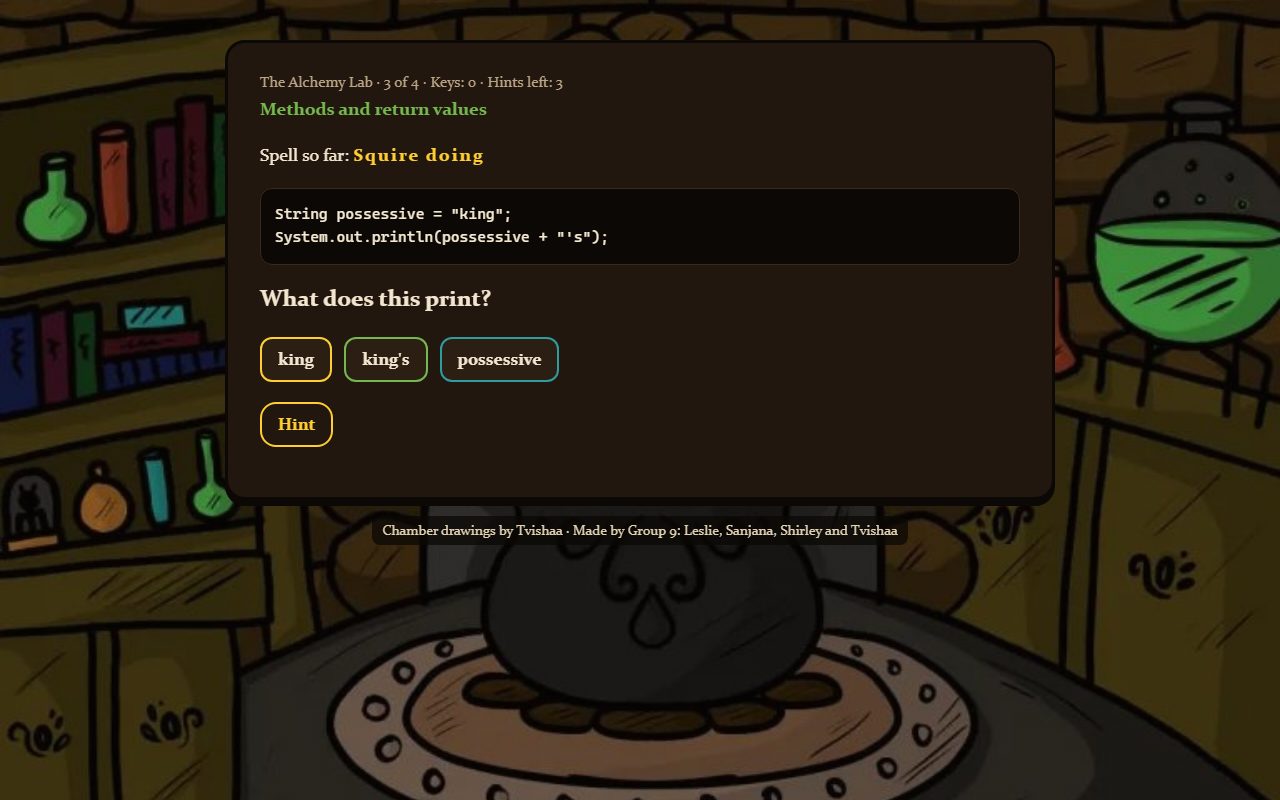 The Alchemy Lab · 3 of 4 · Keys: 0 · Hints left: 3
Methods and return values
Spell so far: Squire doing
String possessive = "king";
System.out.println(possessive + "'s");
What does this print?
king
king's
possessive
Hint
Chamber drawings by Tvishaa · Made by Group 9: Leslie, Sanjana, Shirley and Tvishaa